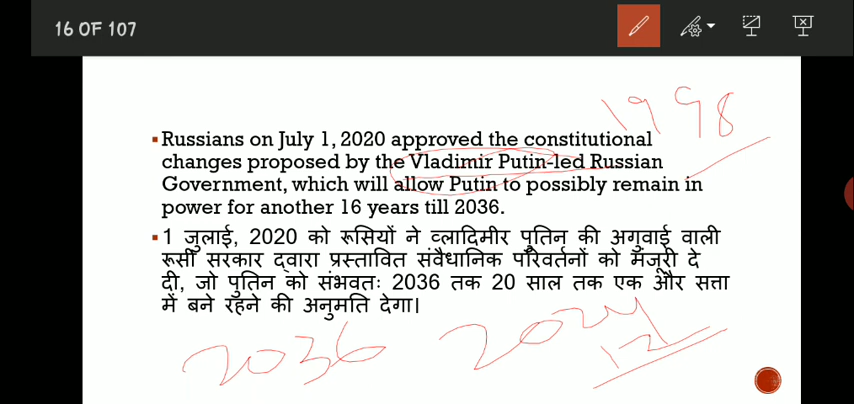 16 OF 107
1998
▪ Russians on July 1, 2020 approved the constitutional
changes proposed by the Vladimir Putin-led Russian
Government, which will allow Putin to possibly remain in
power for another 16 years till 2036.
▪ 1 जुलाई, 2020 को रूसियों ने व्लादिमीर पुतिन की अगुवाई वाली
रूसी सरकार द्वारा प्रस्तावित संवैधानिक परिवर्तनों को मंजूरी दे
दी, जो पुतिन को संभवतः 2036 तक 20 साल तक एक और सत्ता
में बने रहने की अनुमति देगा।
2036 2024
12